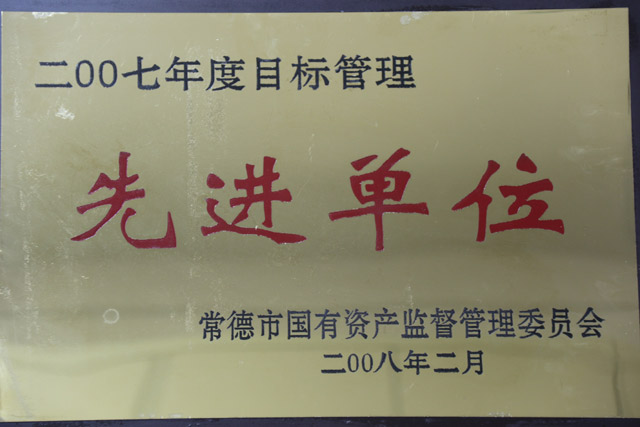 二00七年度目标管理
先进单位
常德市国有资产监督管理委员会
二00八年二月